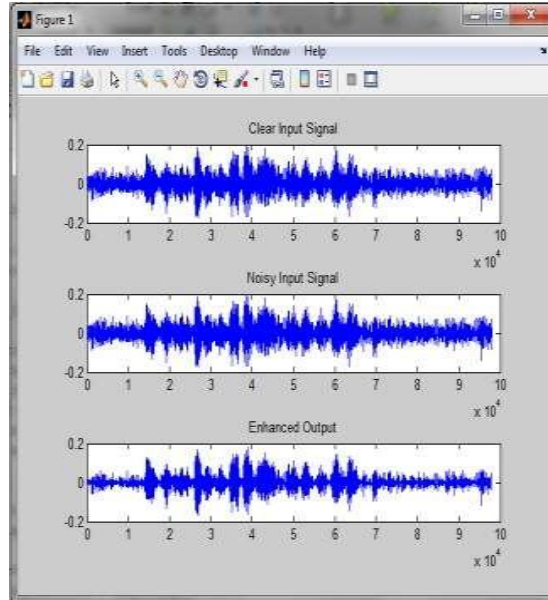 Figure 1
File Edit View Insert Tools Desktop Window Help
Clear Input Signal
0.2
0
-0.2
0 1 2 3 4 5 6 7 8 9 10
x 10^4
Noisy Input Signal
0.2
0
-0.2
0 1 2 3 4 5 6 7 8 9 10
x 10^4
Enhanced Output
0.2
0
-0.2
0 1 2 3 4 5 6 7 8 9 10
x 10^4